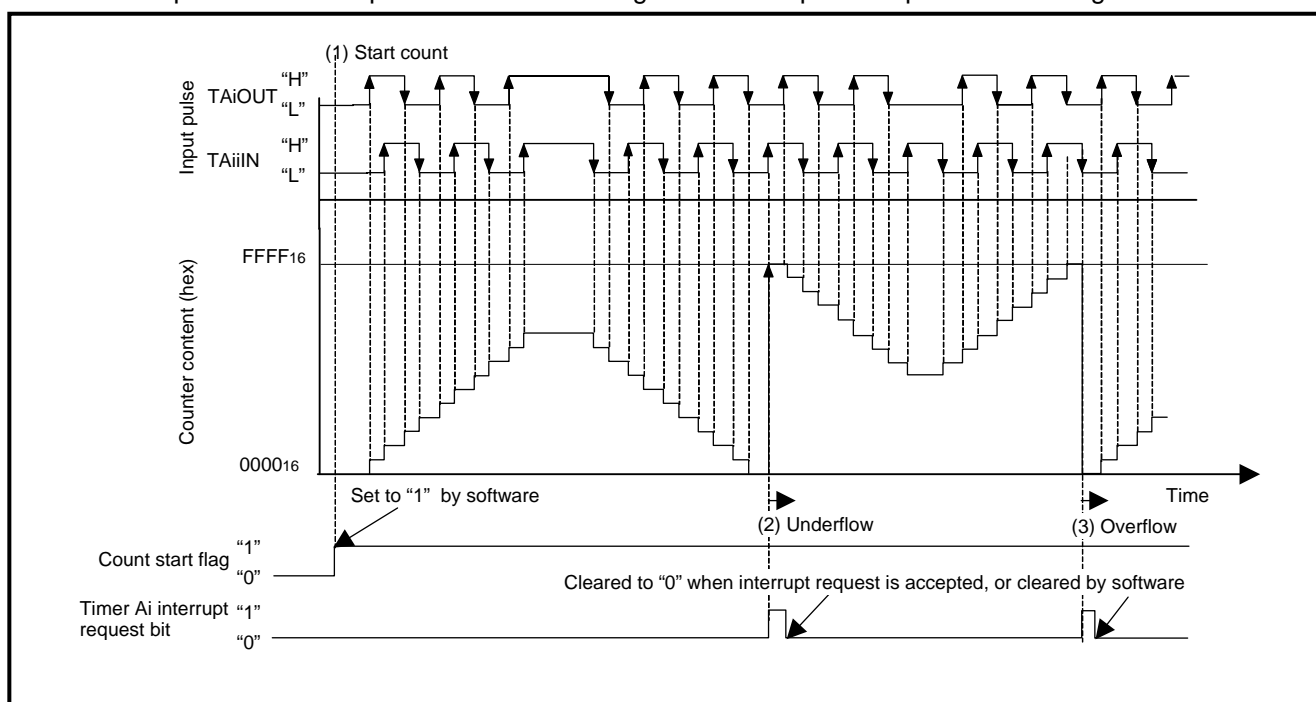 (1) Start count
Input pulse
TAiOUT
“H”
“L”
TAiiIN
“H”
“L”
Counter content (hex)
FFFF16
000016
Set to “1” by software
Time
(2) Underflow
(3) Overflow
Count start flag
“1”
“0”
Cleared to “0” when interrupt request is accepted, or cleared by software
Timer Ai interrupt
request bit
“1”
“0”